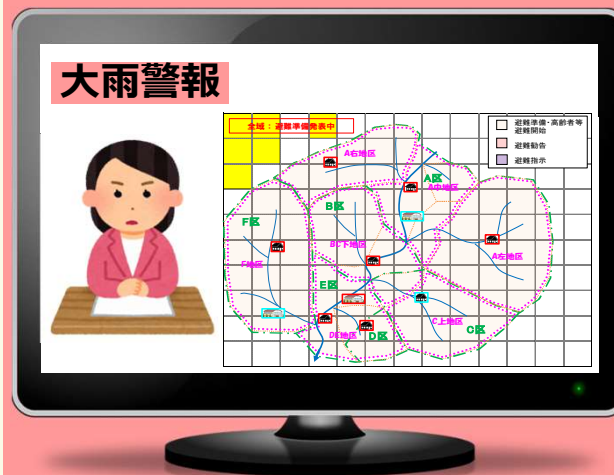 大雨警報
全域：避難準備発表中
避難準備・高齢者等
避難開始
避難勧告
避難指示
A右地区
A区
A中地区
B区
F区
BC下地区
F地区
A左地区
E区
C上地区
C区
DE地区
D区